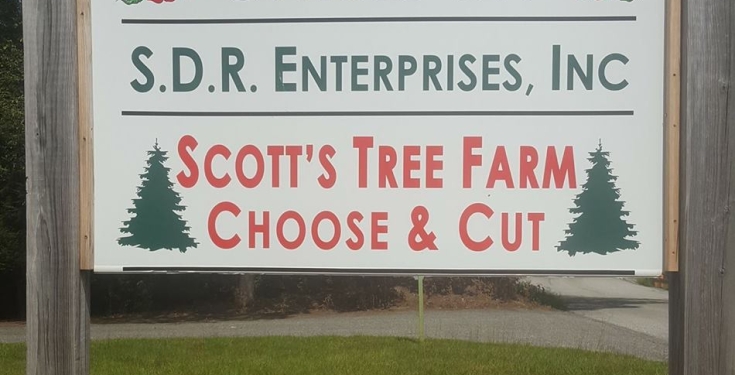 S.D.R. ENTERPRISES, INC
SCOTT'S TREE FARM
CHOOSE & CUT